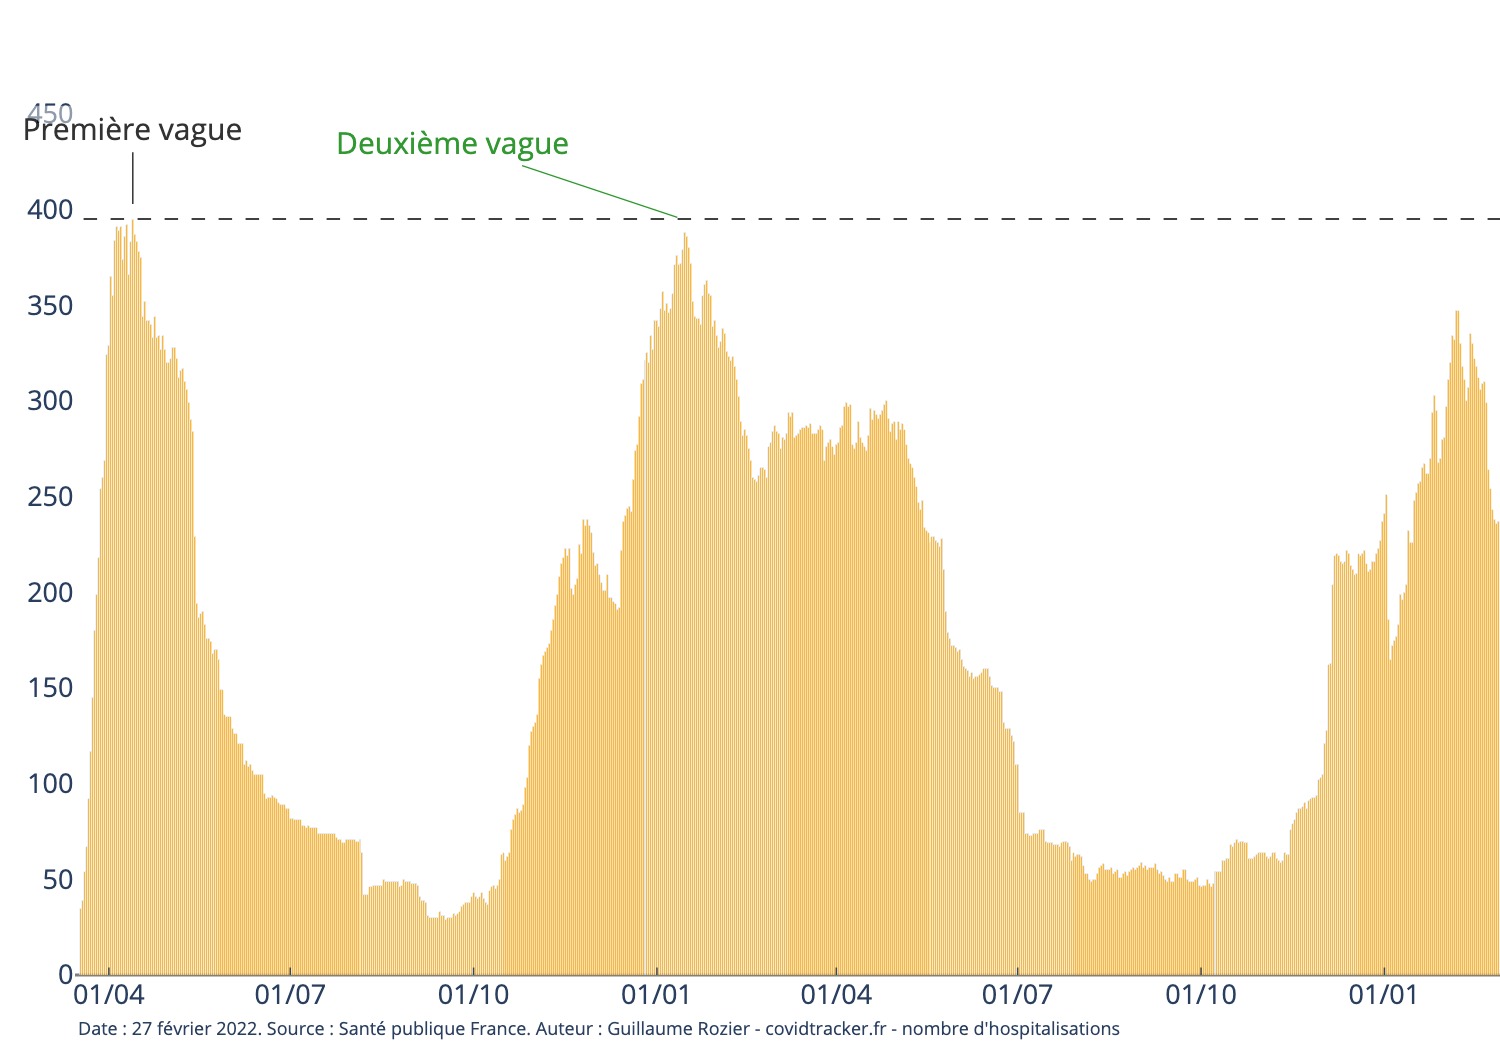 450
Première vague
Deuxième vague
400
350
300
250
200
150
100
50
0
01/04 01/07 01/10 01/01 01/04 01/07 01/10 01/01
Date : 27 février 2022. Source : Santé publique France. Auteur : Guillaume Rozier - covidtracker.fr - nombre d'hospitalisations